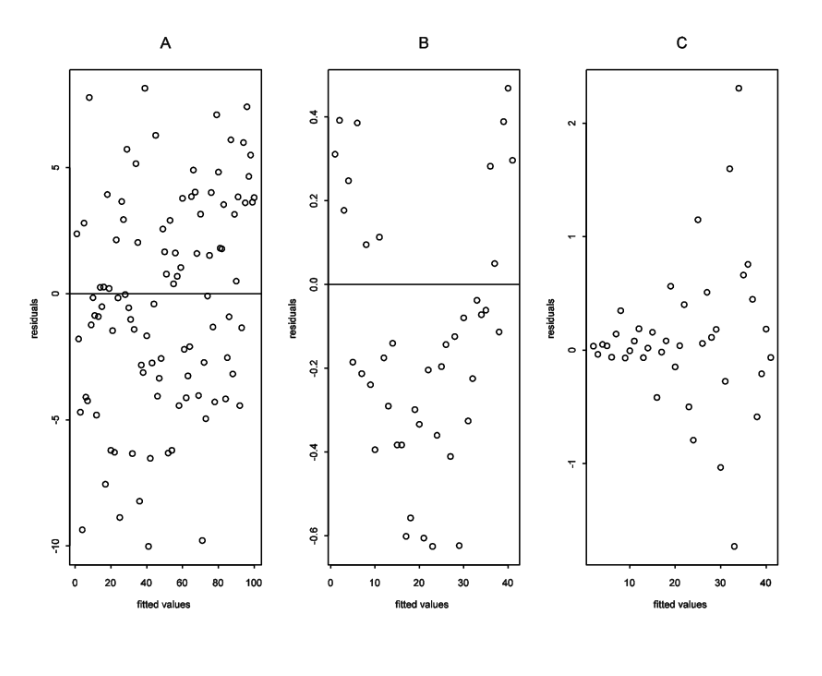 A
B
C
residuals
5
0
-5
-10
0 20 40 60 80 100
fitted values
residuals
0.4
0.2
0.0
-0.2
-0.4
-0.6
0 10 20 30 40
fitted values
residuals
2
1
0
-1
10 20 30 40
fitted values